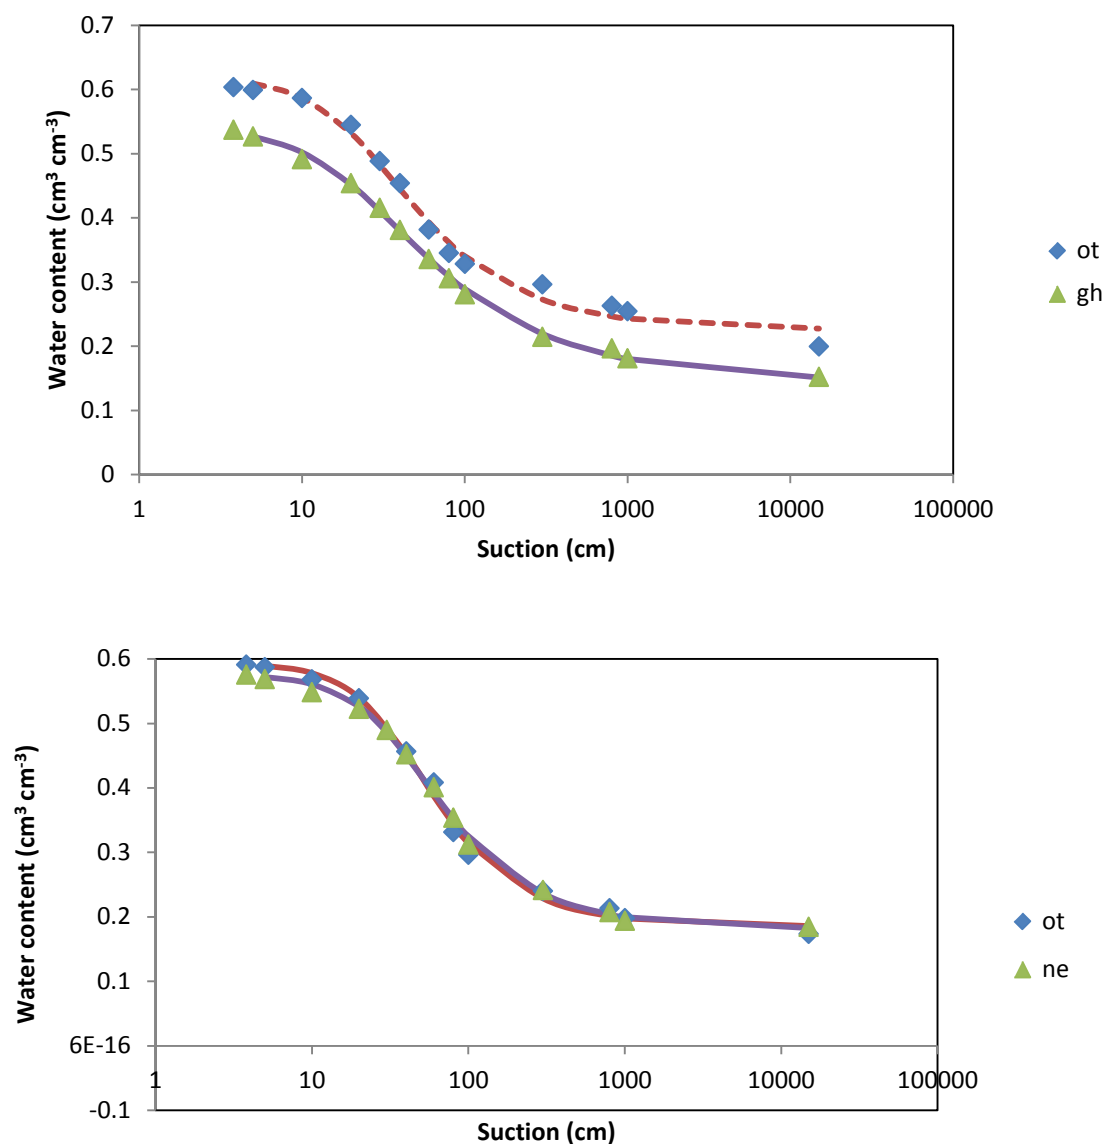 0.7
0.6
0.5
0.4
0.3
0.2
0.1
0
Water content (cm³ cm⁻³)
1 10 100 1000 10000 100000
Suction (cm)
ot
gh
0.6
0.5
0.4
0.3
0.2
0.1
6E-16
-0.1
Water content (cm³ cm⁻³)
1 10 100 1000 10000 100000
Suction (cm)
ot
ne